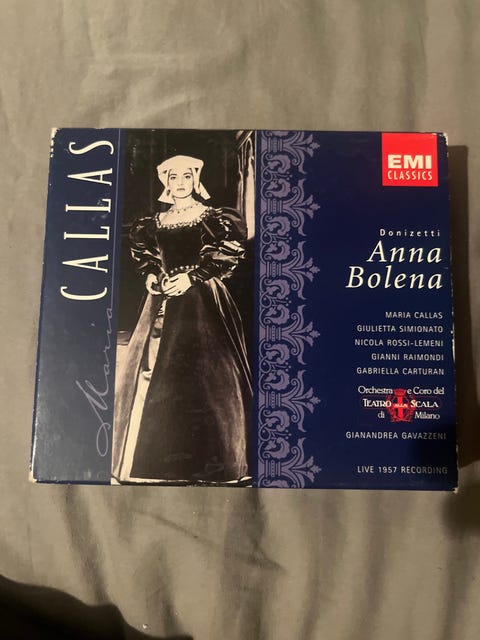 Maria CALLAS
EMI
CLASSICS
Donizetti
Anna
Bolena
MARIA CALLAS
GIULIETTA SIMIONATO
NICOLA ROSSI-LEMENI
GIANNI RAIMONDI
GABRIELLA CARTURAN
Orchestra e Coro del
TEATRO ALLA SCALA
di Milano
GIANANDREA GAVAZZENI
LIVE 1957 RECORDING